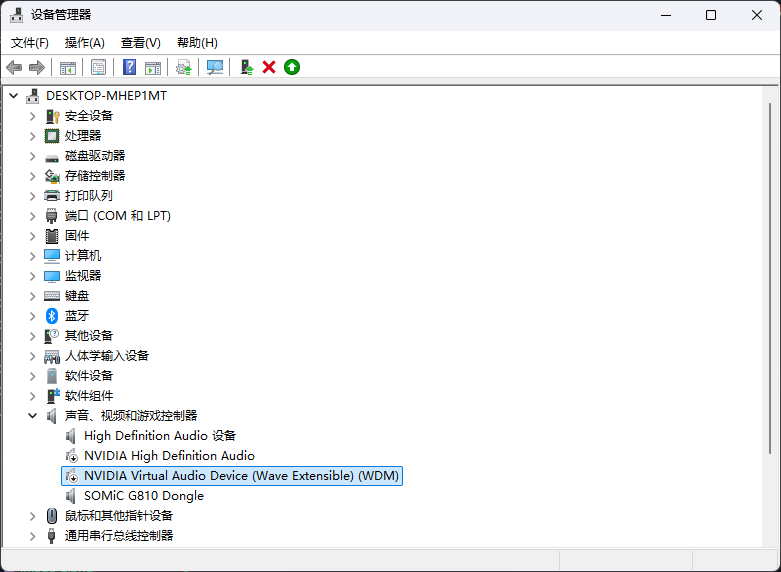 设备管理器
文件(F) 操作(A) 查看(V) 帮助(H)
DESKTOP-MHEP1MT
安全设备
处理器
磁盘驱动器
存储控制器
打印队列
端口 (COM 和 LPT)
固件
计算机
监视器
键盘
蓝牙
其他设备
人体学输入设备
软件设备
软件组件
声音、视频和游戏控制器
High Definition Audio 设备
NVIDIA High Definition Audio
NVIDIA Virtual Audio Device (Wave Extensible) (WDM)
SOMiC G810 Dongle
鼠标和其他指针设备
通用串行总线控制器